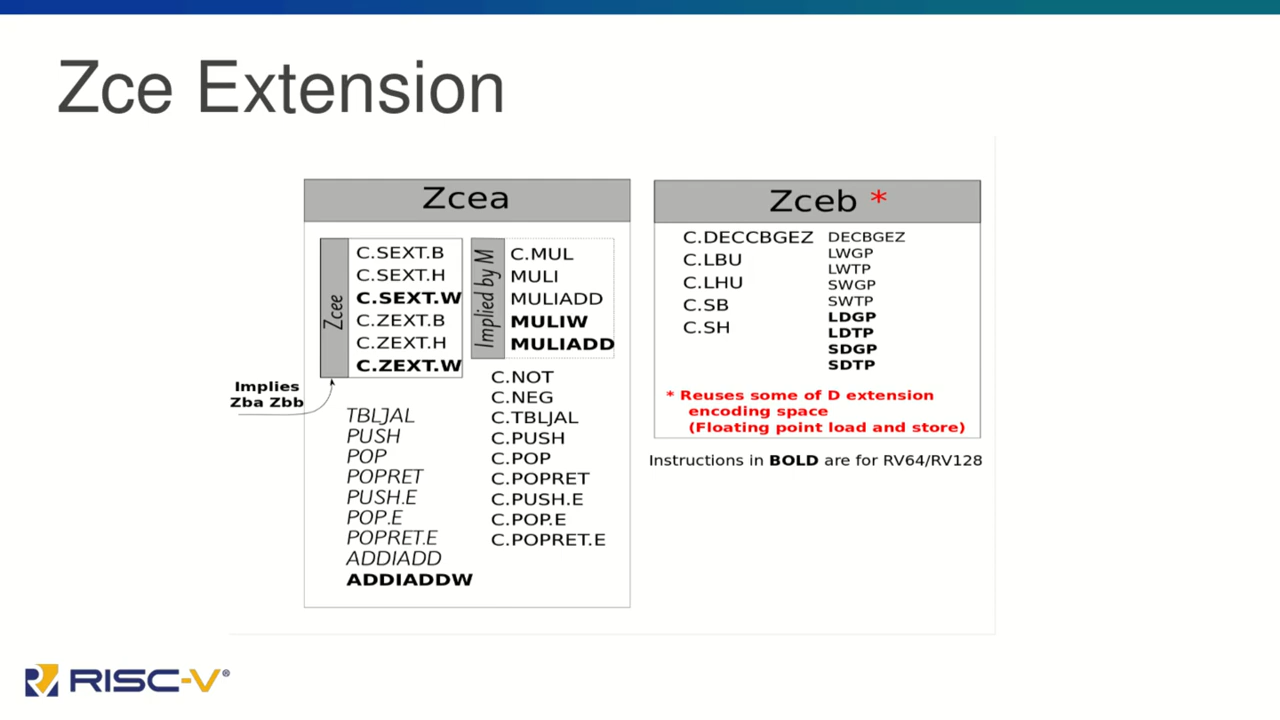 Zce Extension
Zcea
Zcee
C.SEXT.B
C.SEXT.H
C.SEXT.W
C.ZEXT.B
C.ZEXT.H
C.ZEXT.W
Implied by M
C.MUL
MULI
MULIADD
MULIW
MULIADD
Implies
Zba Zbb
TBLJAL
PUSH
POP
POPRET
PUSH.E
POP.E
POPRET.E
ADDIADD
ADDIADDW
C.NOT
C.NEG
C.TBLJAL
C.PUSH
C.POP
C.POPRET
C.PUSH.E
C.POP.E
C.POPRET.E
Zceb *
C.DECCBGEZ
C.LBU
C.LHU
C.SB
C.SH
DECBGEZ
LWGP
LWTP
SWGP
SWTP
LDGP
LDTP
SDGP
SDTP
* Reuses some of D extension
encoding space
(Floating point load and store)
Instructions in BOLD are for RV64/RV128
RISC-V®